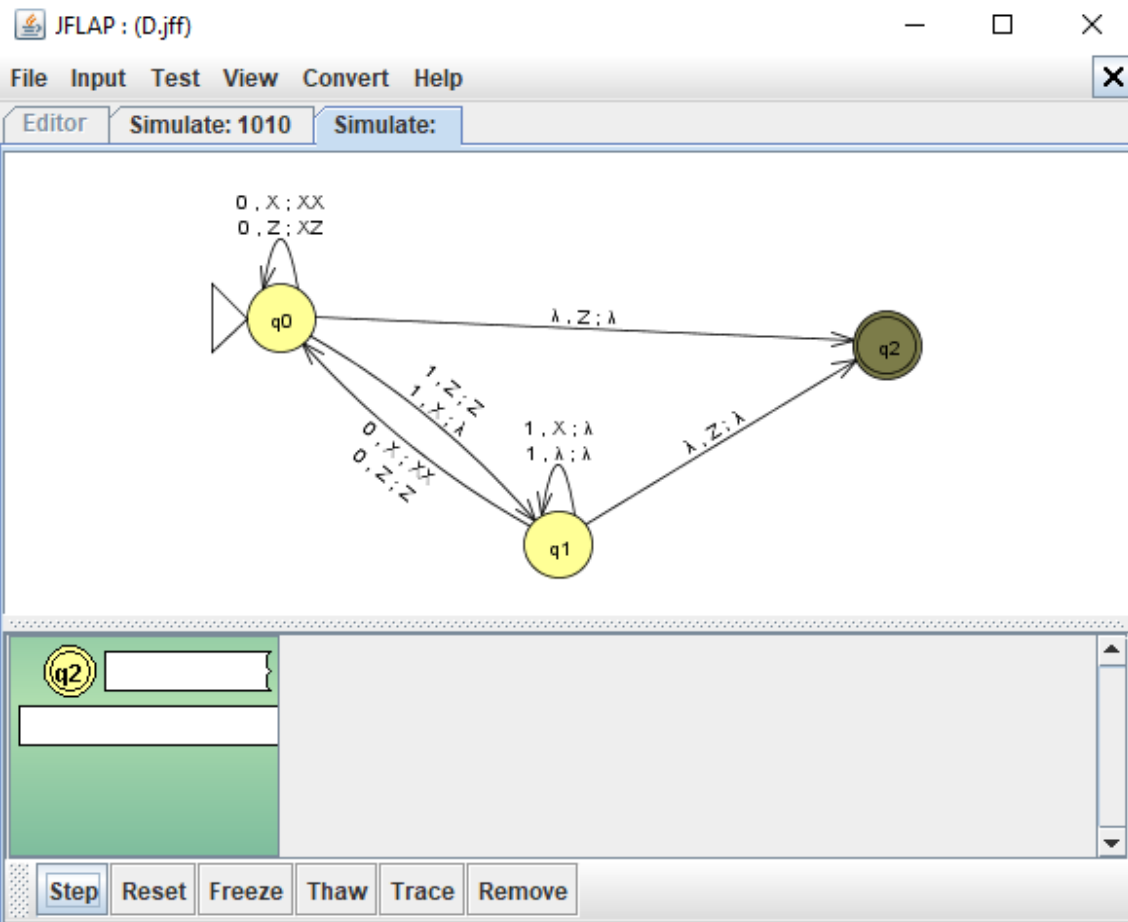 JFLAP : (D.jff)
File Input Test View Convert Help
Editor Simulate: 1010 Simulate:
0 , X ; XX
0 , Z ; XZ
q0
λ , Z ; λ
q2
1 , Z ; Z
1 , X ; λ
0 , X ; XX
0 , Z ; Z
1 , X ; λ
1 , λ ; λ
λ , Z ; λ
q1
q2
Step Reset Freeze Thaw Trace Remove